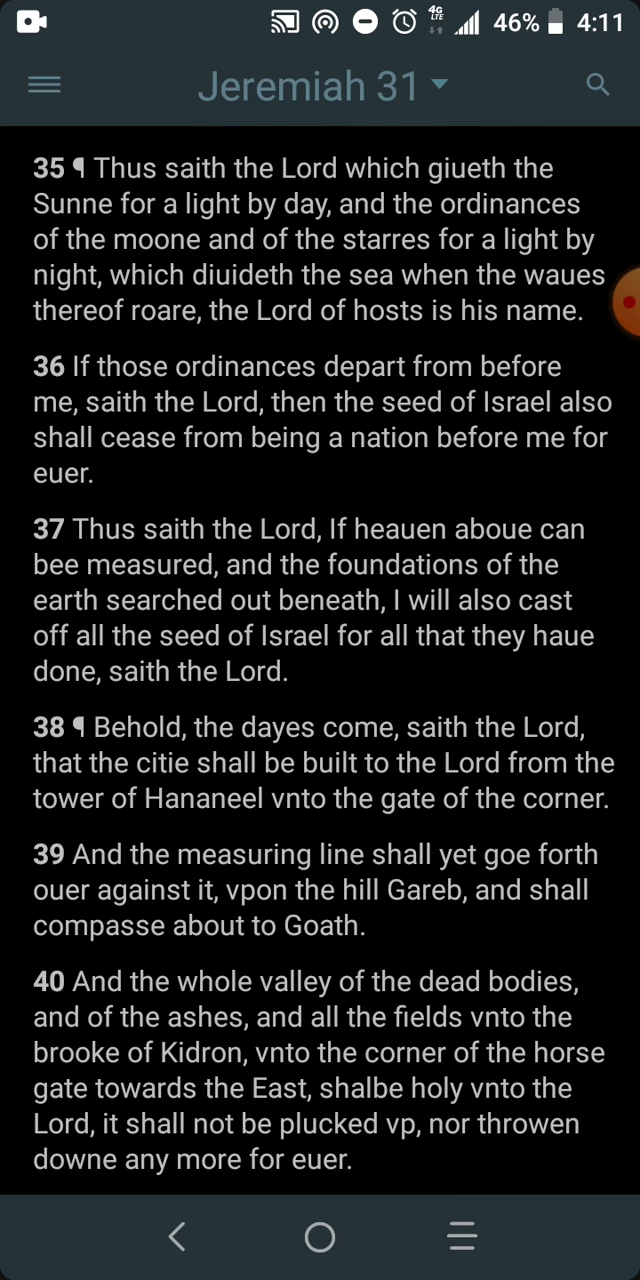 4G
LTE
46%
4:11
Jeremiah 31
35 ¶ Thus saith the Lord which giueth the
Sunne for a light by day, and the ordinances
of the moone and of the starres for a light by
night, which diuideth the sea when the waues
thereof roare, the Lord of hosts is his name.
36 If those ordinances depart from before
me, saith the Lord, then the seed of Israel also
shall cease from being a nation before me for
euer.
37 Thus saith the Lord, If heauen aboue can
bee measured, and the foundations of the
earth searched out beneath, I will also cast
off all the seed of Israel for all that they haue
done, saith the Lord.
38 ¶ Behold, the dayes come, saith the Lord,
that the citie shall be built to the Lord from the
tower of Hananeel vnto the gate of the corner.
39 And the measuring line shall yet goe forth
ouer against it, vpon the hill Gareb, and shall
compasse about to Goath.
40 And the whole valley of the dead bodies,
and of the ashes, and all the fields vnto the
brooke of Kidron, vnto the corner of the horse
gate towards the East, shalbe holy vnto the
Lord, it shall not be plucked vp, nor throwen
downe any more for euer.